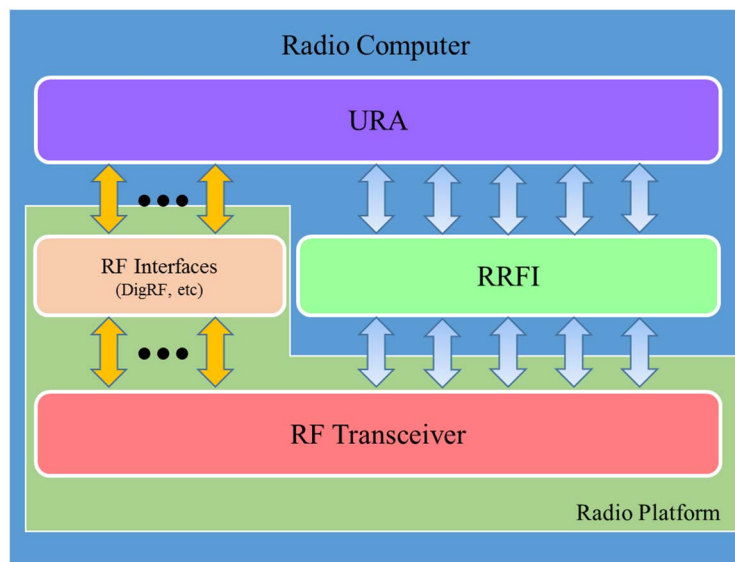 Radio Computer
URA
RF Interfaces
(DigRF, etc)
RRFI
RF Transceiver
Radio Platform